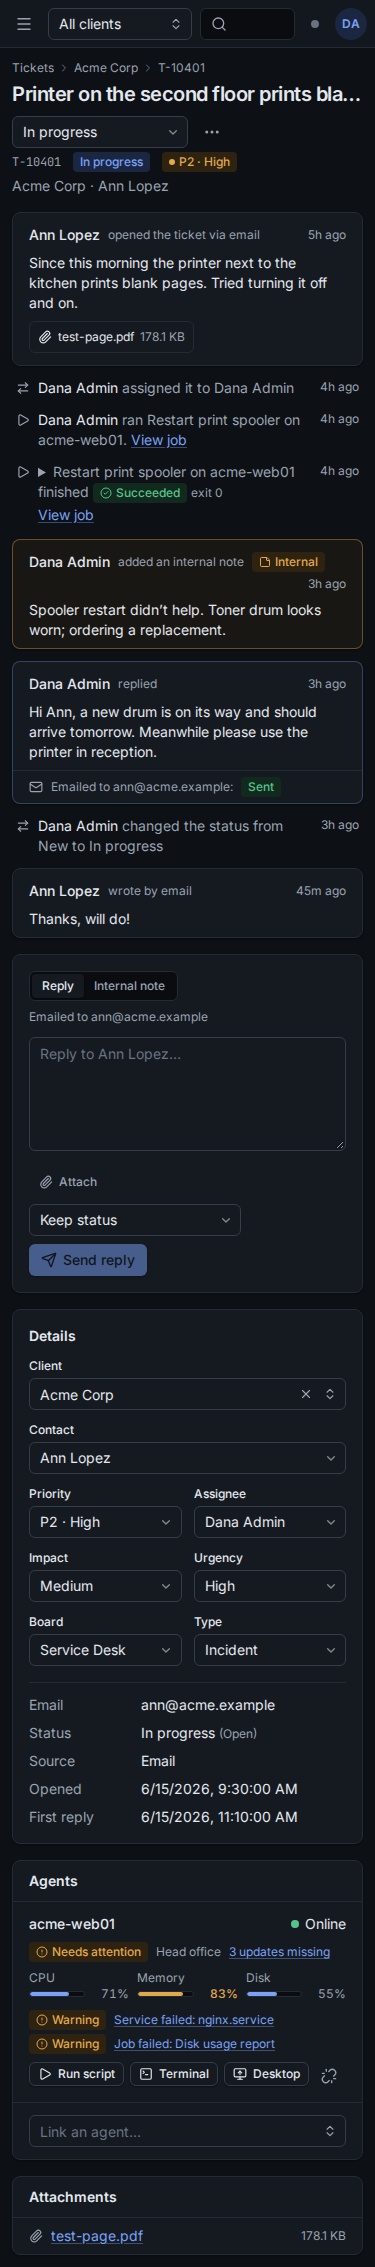 All clients
DA
Tickets > Acme Corp > T-10401
Printer on the second floor prints bla...
In progress
T-10401 In progress P2 · High
Acme Corp · Ann Lopez
Ann Lopez opened the ticket via email 5h ago
Since this morning the printer next to the
kitchen prints blank pages. Tried turning it off
and on.
test-page.pdf 178.1 KB
Dana Admin assigned it to Dana Admin 4h ago
Dana Admin ran Restart print spooler on 4h ago
acme-web01. View job
Restart print spooler on acme-web01 4h ago
finished Succeeded exit 0
View job
Dana Admin added an internal note Internal
3h ago
Spooler restart didn't help. Toner drum looks
worn; ordering a replacement.
Dana Admin replied 3h ago
Hi Ann, a new drum is on its way and should
arrive tomorrow. Meanwhile please use the
printer in reception.
Emailed to ann@acme.example: Sent
Dana Admin changed the status from 3h ago
New to In progress
Ann Lopez wrote by email 45m ago
Thanks, will do!
Reply Internal note
Emailed to ann@acme.example
Reply to Ann Lopez...
Attach
Keep status
Send reply
Details
Client
Acme Corp
Contact
Ann Lopez
Priority Assignee
P2 · High Dana Admin
Impact Urgency
Medium High
Board Type
Service Desk Incident
Email ann@acme.example
Status In progress (Open)
Source Email
Opened 6/15/2026, 9:30:00 AM
First reply 6/15/2026, 11:10:00 AM
Agents
acme-web01 Online
Needs attention Head office 3 updates missing
CPU Memory Disk
71% 83% 55%
Warning Service failed: nginx.service
Warning Job failed: Disk usage report
Run script Terminal Desktop
Link an agent...
Attachments
test-page.pdf 178.1 KB